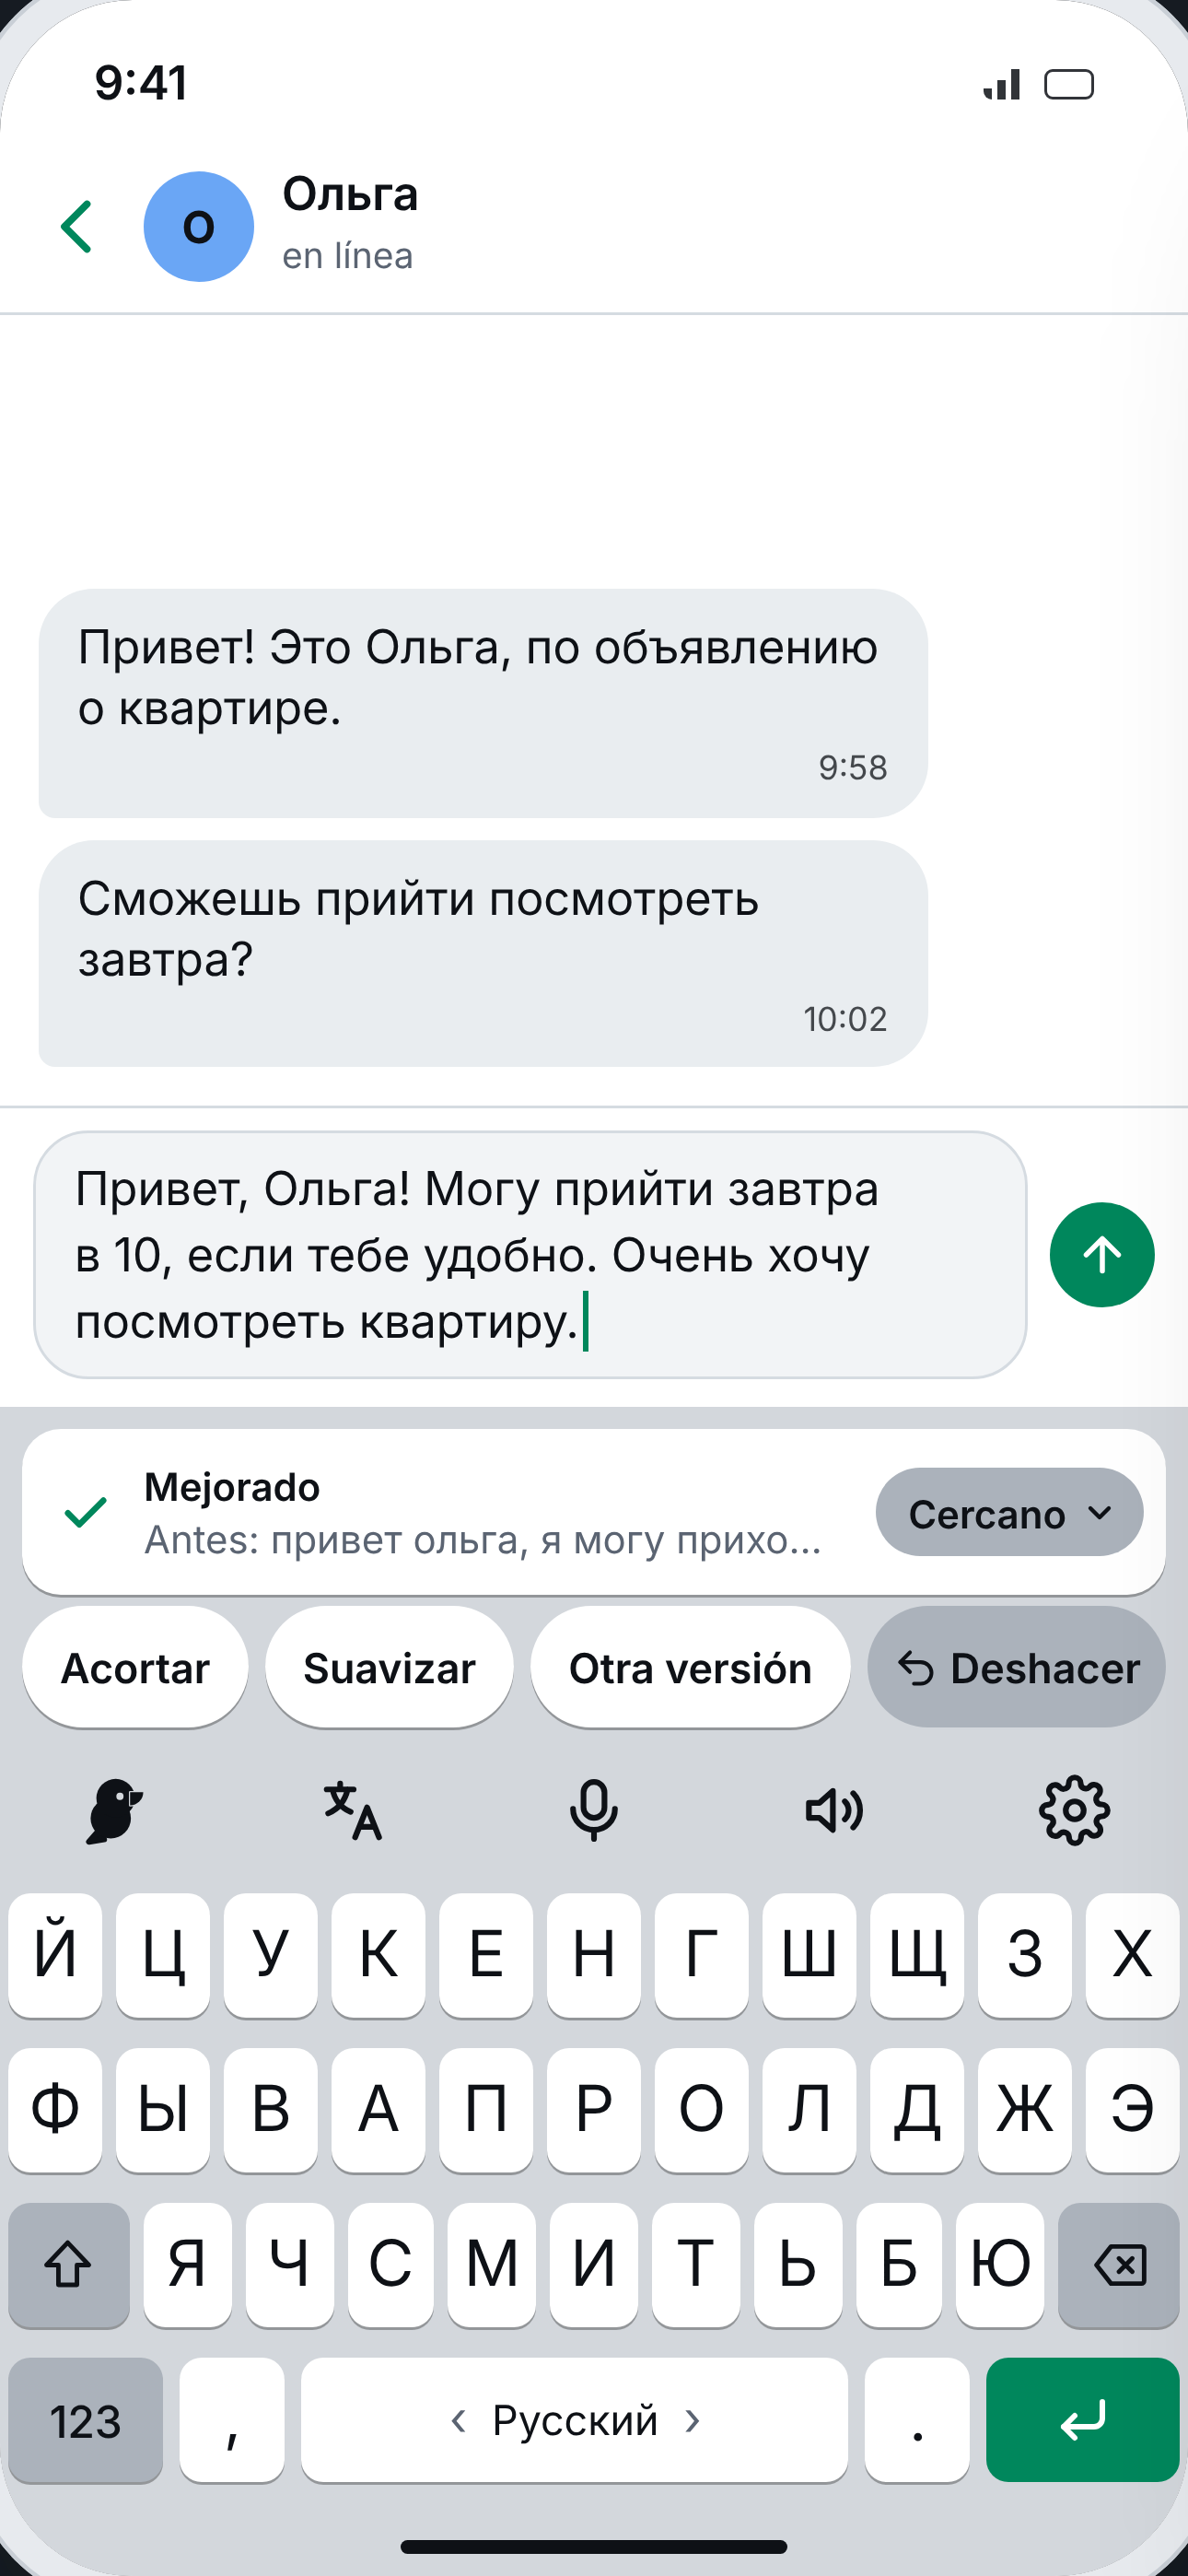 9:41
О
Ольга
en línea
Привет! Это Ольга, по объявлению
о квартире.
9:58
Сможешь прийти посмотреть
завтра?
10:02
Привет, Ольга! Могу прийти завтра
в 10, если тебе удобно. Очень хочу
посмотреть квартиру.
Mejorado
Antes: привет ольга, я могу прихо...
Cercano
Acortar Suavizar Otra versión Deshacer
Й Ц У К Е Н Г Ш Щ З Х
Ф Ы В А П Р О Л Д Ж Э
Я Ч С М И Т Ь Б Ю
123 , ‹ Русский › .